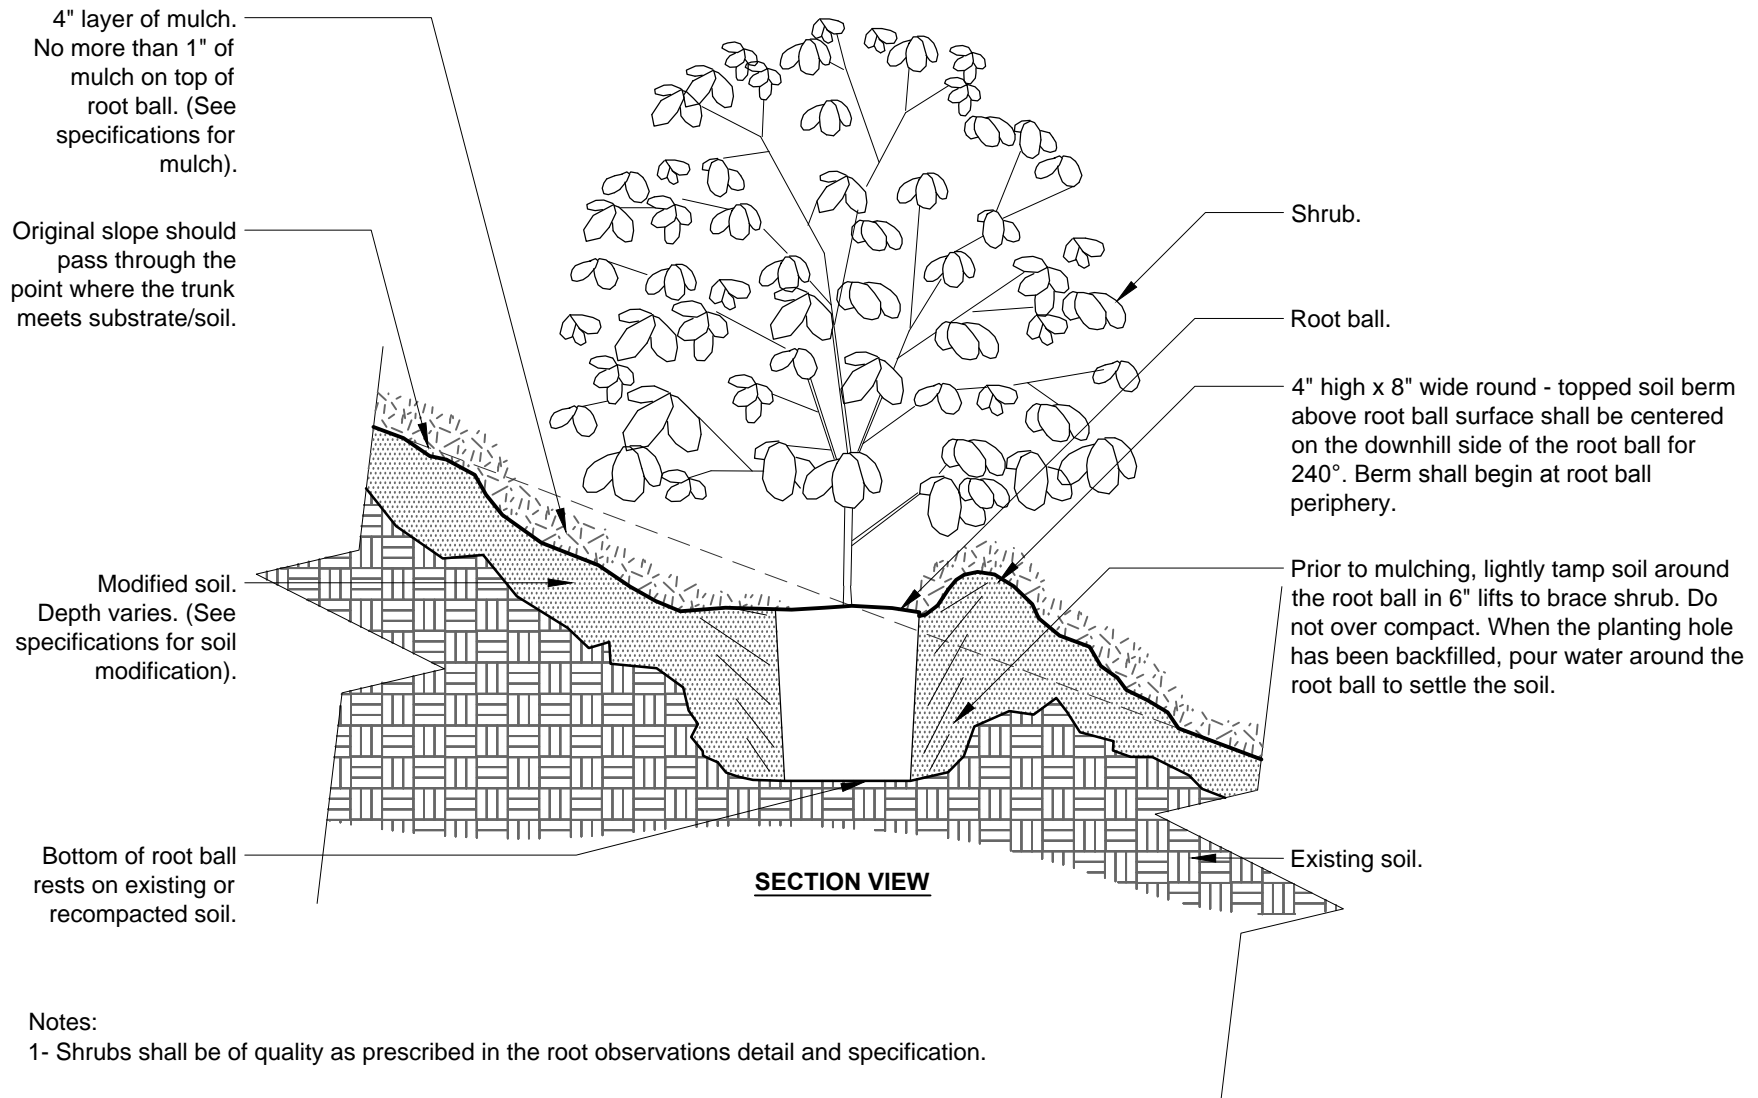 4" layer of mulch.
No more than 1" of
mulch on top of
root ball. (See
specifications for
mulch).
Original slope should
pass through the
point where the trunk
meets substrate/soil.
Modified soil.
Depth varies. (See
specifications for soil
modification).
Bottom of root ball
rests on existing or
recompacted soil.
Shrub.
Root ball.
4" high x 8" wide round - topped soil berm
above root ball surface shall be centered
on the downhill side of the root ball for
240°. Berm shall begin at root ball
periphery.
Prior to mulching, lightly tamp soil around
the root ball in 6" lifts to brace shrub. Do
not over compact. When the planting hole
has been backfilled, pour water around the
root ball to settle the soil.
Existing soil.
SECTION VIEW
Notes:
1- Shrubs shall be of quality as prescribed in the root observations detail and specification.